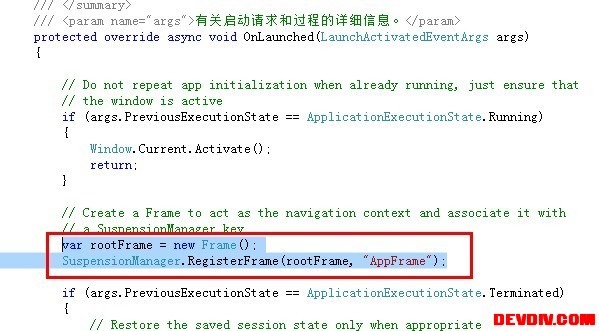 /// </summary>
/// <param name="args">有关启动请求和过程的详细信息。</param>
protected override async void OnLaunched(LaunchActivatedEventArgs args)
{
// Do not repeat app initialization when already running, just ensure that
// the window is active
if (args.PreviousExecutionState == ApplicationExecutionState.Running)
{
Window.Current.Activate();
return;
}
// Create a Frame to act as the navigation context and associate it with
// a SuspensionManager key
var rootFrame = new Frame();
SuspensionManager.RegisterFrame(rootFrame, "AppFrame");
if (args.PreviousExecutionState == ApplicationExecutionState.Terminated)
{
// Restore the saved session state only when appropriate
DEVDIV.COM